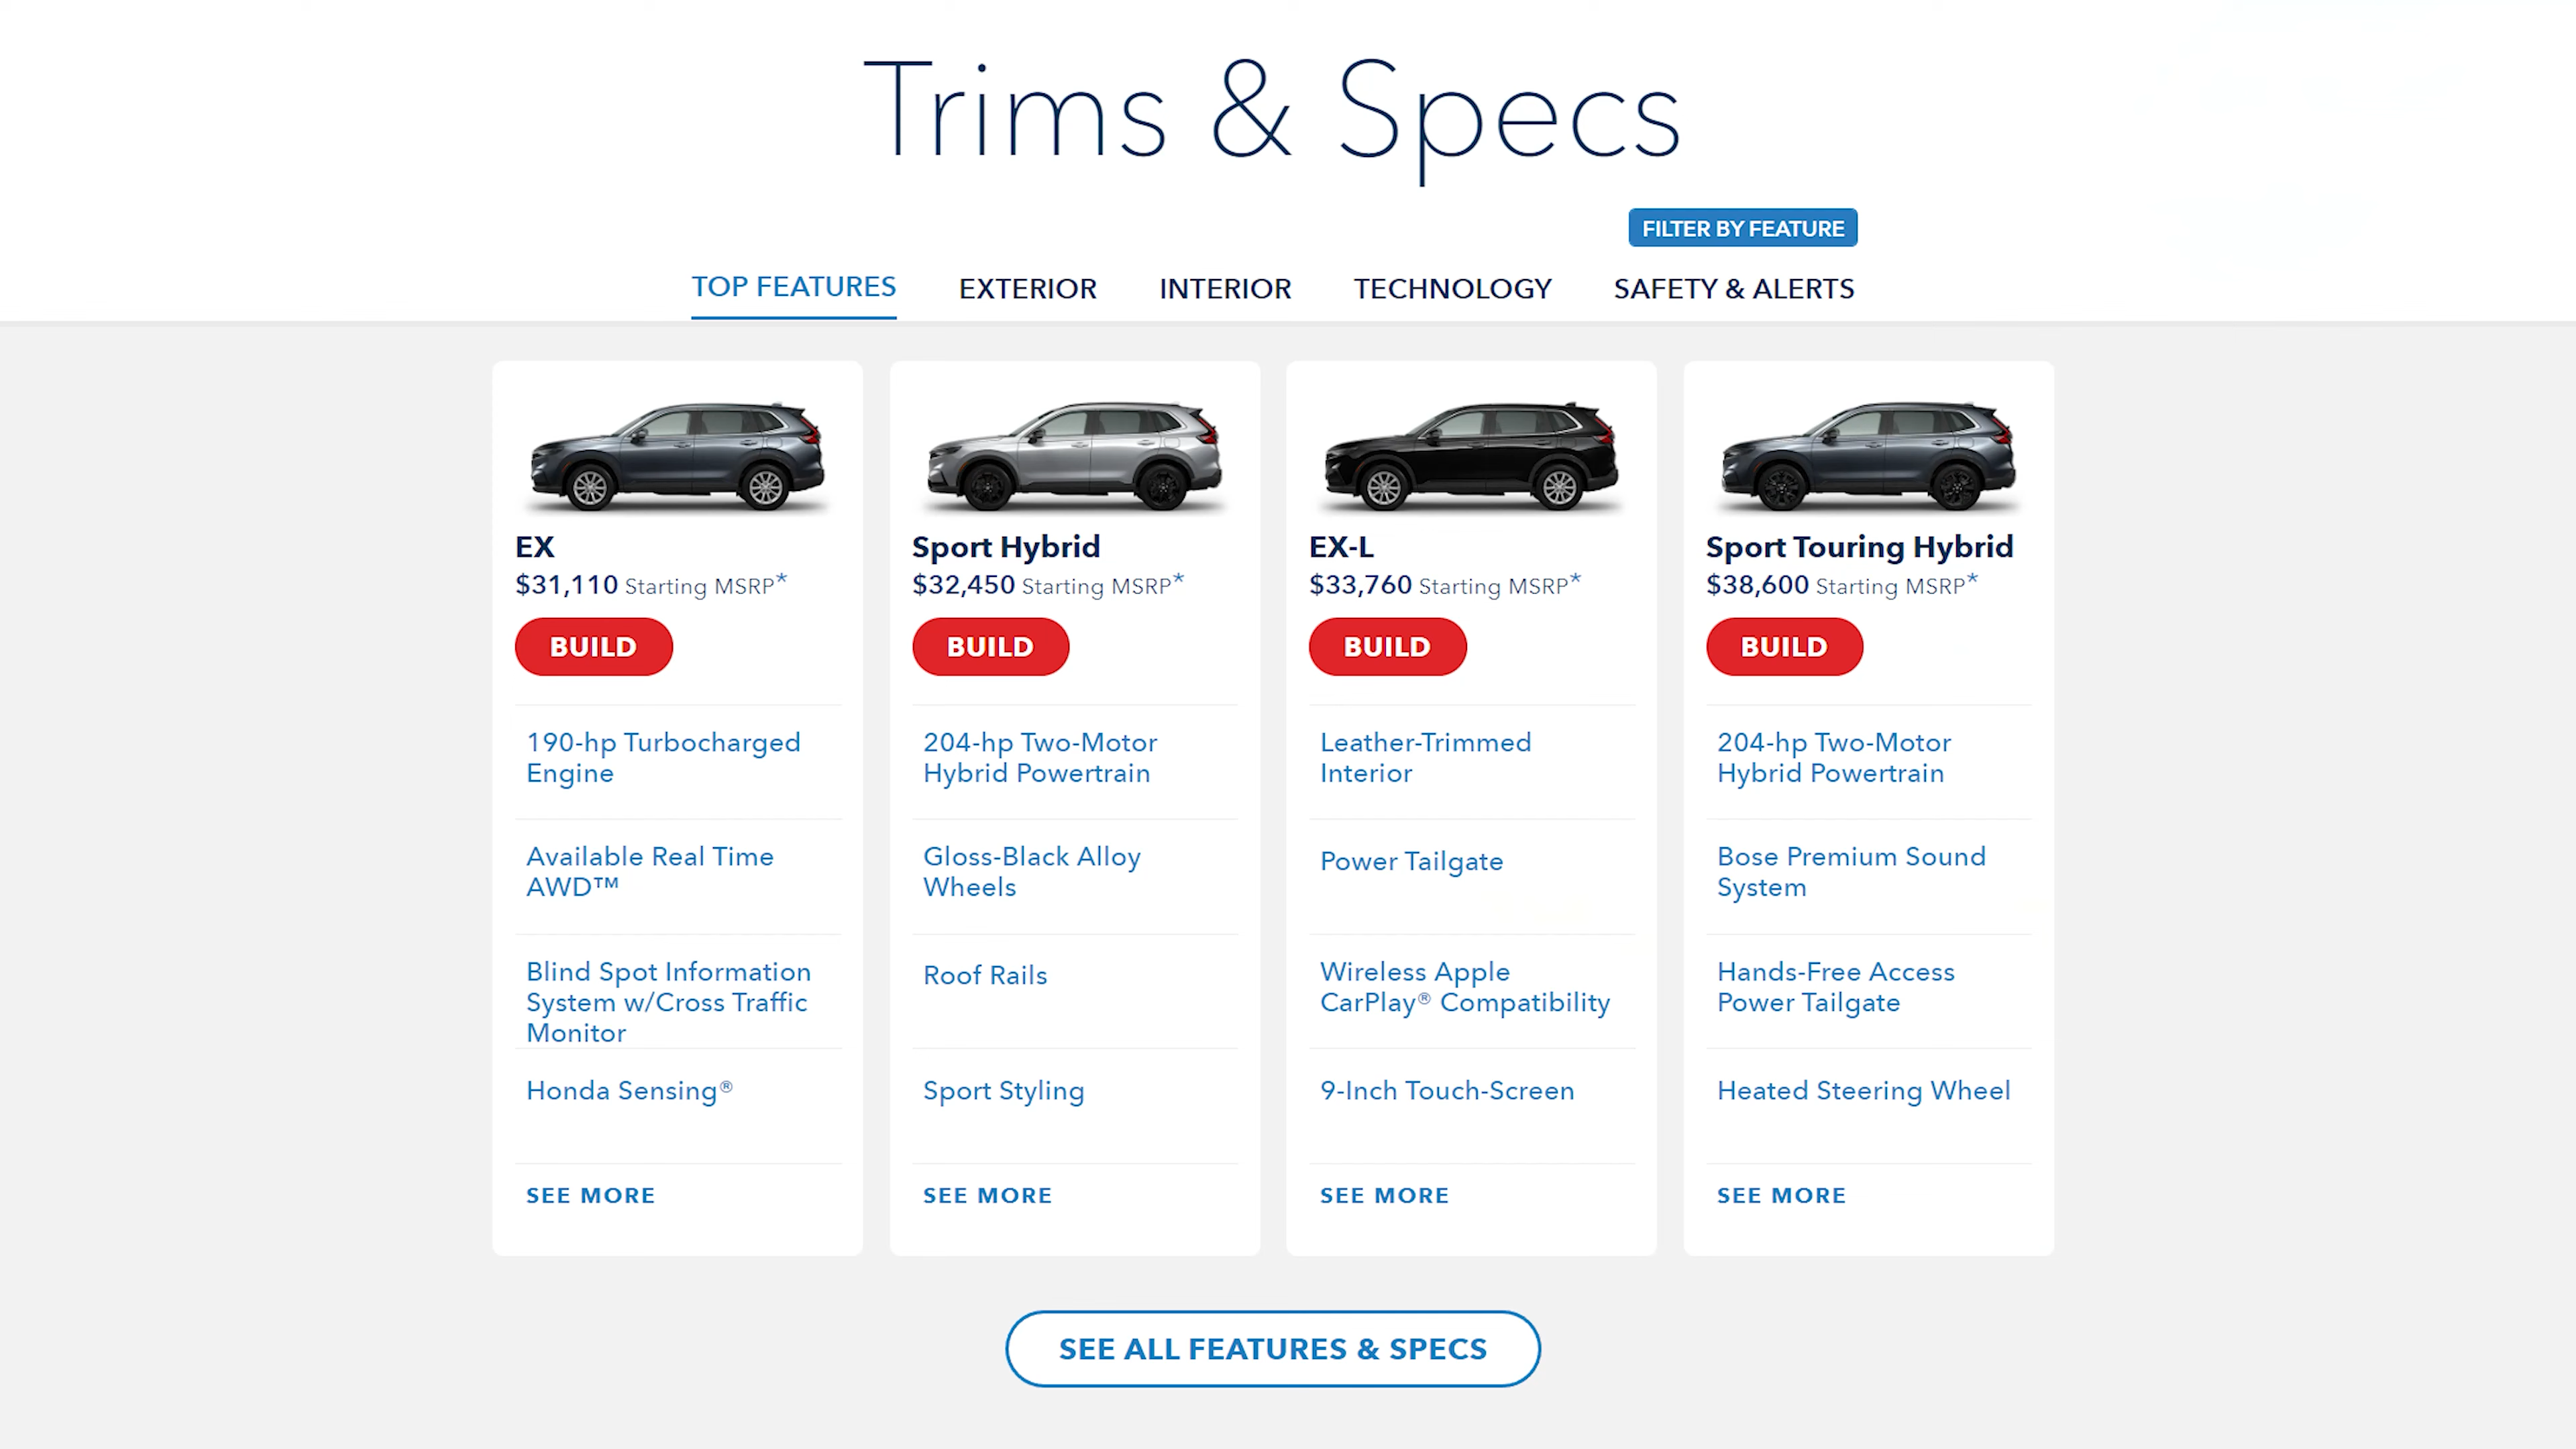 Trims & Specs
FILTER BY FEATURE
TOP FEATURES
EXTERIOR
INTERIOR
TECHNOLOGY
SAFETY & ALERTS
EX
$31,110 Starting MSRP*
BUILD
190-hp Turbocharged
Engine
Available Real Time
AWD™
Blind Spot Information
System w/Cross Traffic
Monitor
Honda Sensing®
SEE MORE
Sport Hybrid
$32,450 Starting MSRP*
BUILD
204-hp Two-Motor
Hybrid Powertrain
Gloss-Black Alloy
Wheels
Roof Rails
Sport Styling
SEE MORE
EX-L
$33,760 Starting MSRP*
BUILD
Leather-Trimmed
Interior
Power Tailgate
Wireless Apple
CarPlay® Compatibility
9-Inch Touch-Screen
SEE MORE
Sport Touring Hybrid
$38,600 Starting MSRP*
BUILD
204-hp Two-Motor
Hybrid Powertrain
Bose Premium Sound
System
Hands-Free Access
Power Tailgate
Heated Steering Wheel
SEE MORE
SEE ALL FEATURES & SPECS